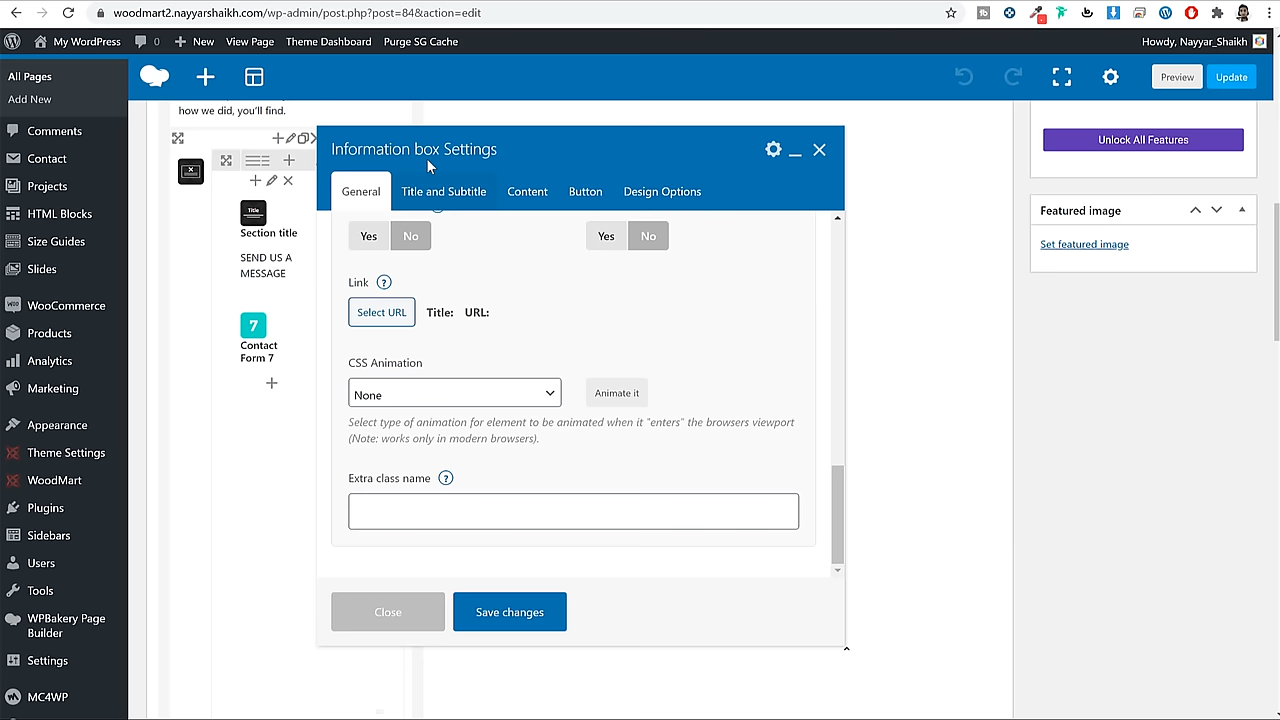 woodmart2.nayyarshaikh.com/wp-admin/post.php?post=84&action=edit
My WordPress
0
New
View Page
Theme Dashboard
Purge SG Cache
Howdy, Nayyar_Shaikh
All Pages
Add New
Comments
Contact
Projects
HTML Blocks
Size Guides
Slides
WooCommerce
Products
Analytics
Marketing
Appearance
Theme Settings
WoodMart
Plugins
Sidebars
Users
Tools
WPBakery Page
Builder
Settings
MC4WP
Preview
Update
how we did, you'll find.
Title
Section title
SEND US A
MESSAGE
7
Contact
Form 7
Information box Settings
General
Title and Subtitle
Content
Button
Design Options
Yes
No
Yes
No
Link ?
Select URL
Title:
URL:
CSS Animation
None
Animate it
Select type of animation for element to be animated when it "enters" the browsers viewport
(Note: works only in modern browsers).
Extra class name ?
Close
Save changes
Unlock All Features
Featured image
Set featured image